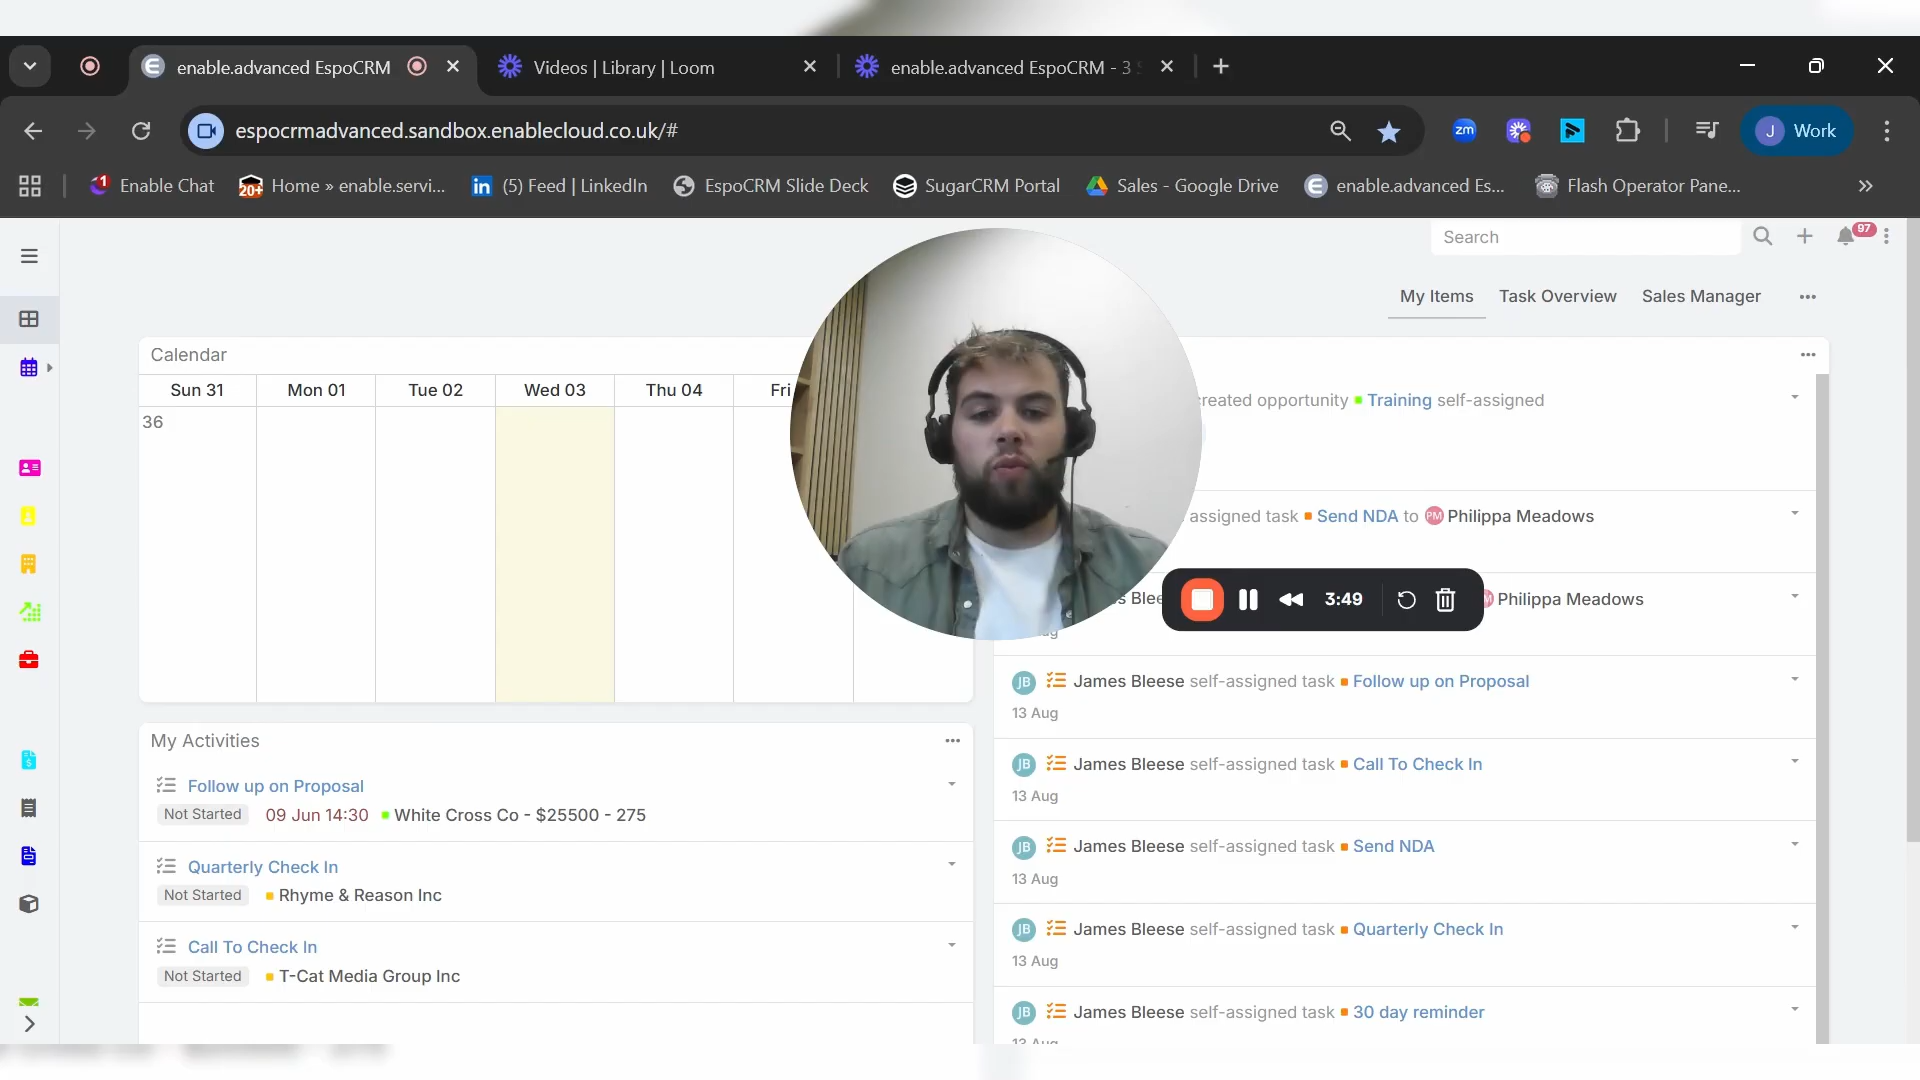 enable.advanced EspoCRM
Videos | Library | Loom
enable.advanced EspoCRM - 3
espocrmadvanced.sandbox.enablecloud.co.uk/#
zm
J Work
1 Enable Chat
20+ Home » enable.servi...
in (5) Feed | LinkedIn
EspoCRM Slide Deck
SugarCRM Portal
Sales - Google Drive
enable.advanced Es...
Flash Operator Pane...
Search
97
My Items
Task Overview
Sales Manager
Calendar
Sun 31
Mon 01
Tue 02
Wed 03
Thu 04
Fri
36
created opportunity Training self-assigned
assigned task Send NDA to PM Philippa Meadows
Philippa Meadows
3:49
JB James Bleese self-assigned task Follow up on Proposal
13 Aug
JB James Bleese self-assigned task Call To Check In
13 Aug
JB James Bleese self-assigned task Send NDA
13 Aug
JB James Bleese self-assigned task Quarterly Check In
13 Aug
JB James Bleese self-assigned task 30 day reminder
My Activities
Follow up on Proposal
Not Started 09 Jun 14:30 White Cross Co - $25500 - 275
Quarterly Check In
Not Started Rhyme & Reason Inc
Call To Check In
Not Started T-Cat Media Group Inc